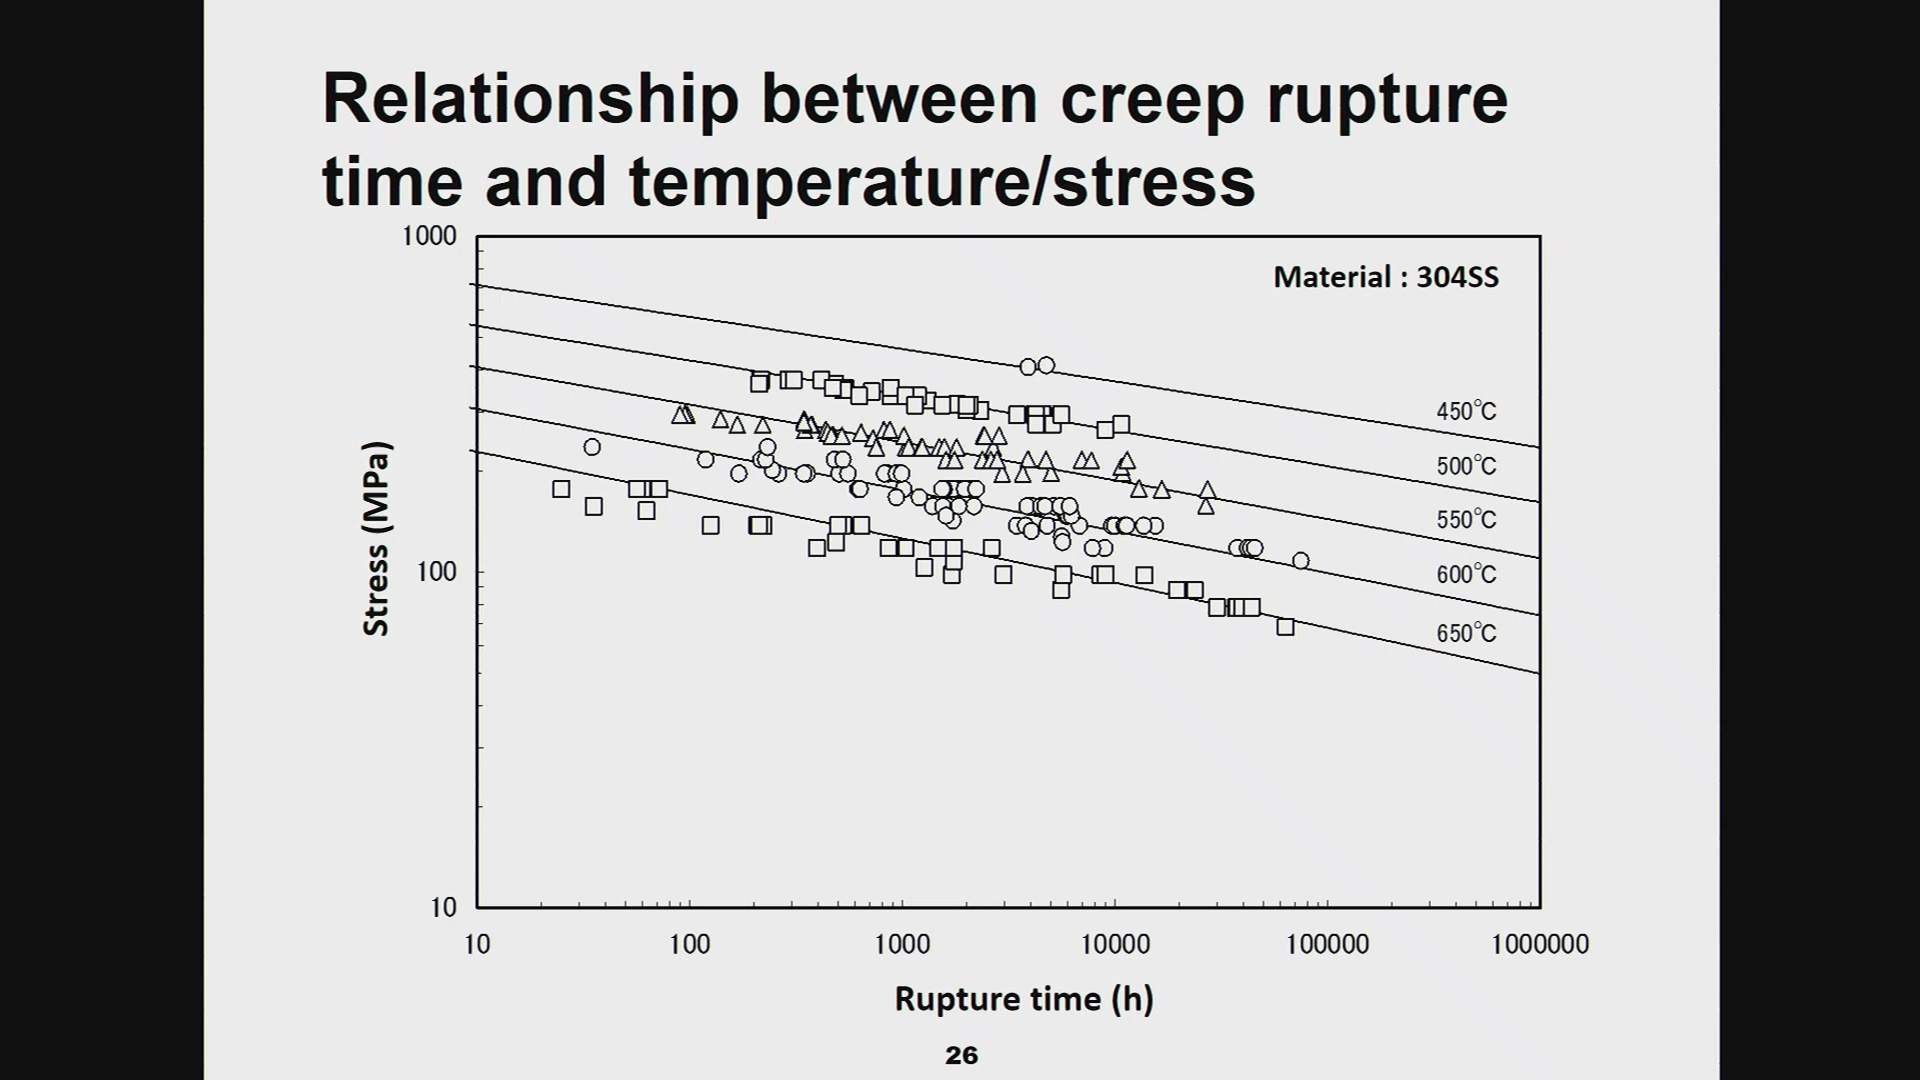 Relationship between creep rupture
time and temperature/stress
1000
Material : 304SS
450℃
500℃
550℃
600℃
650℃
100
10
Stress (MPa)
10 100 1000 10000 100000 1000000
Rupture time (h)
26